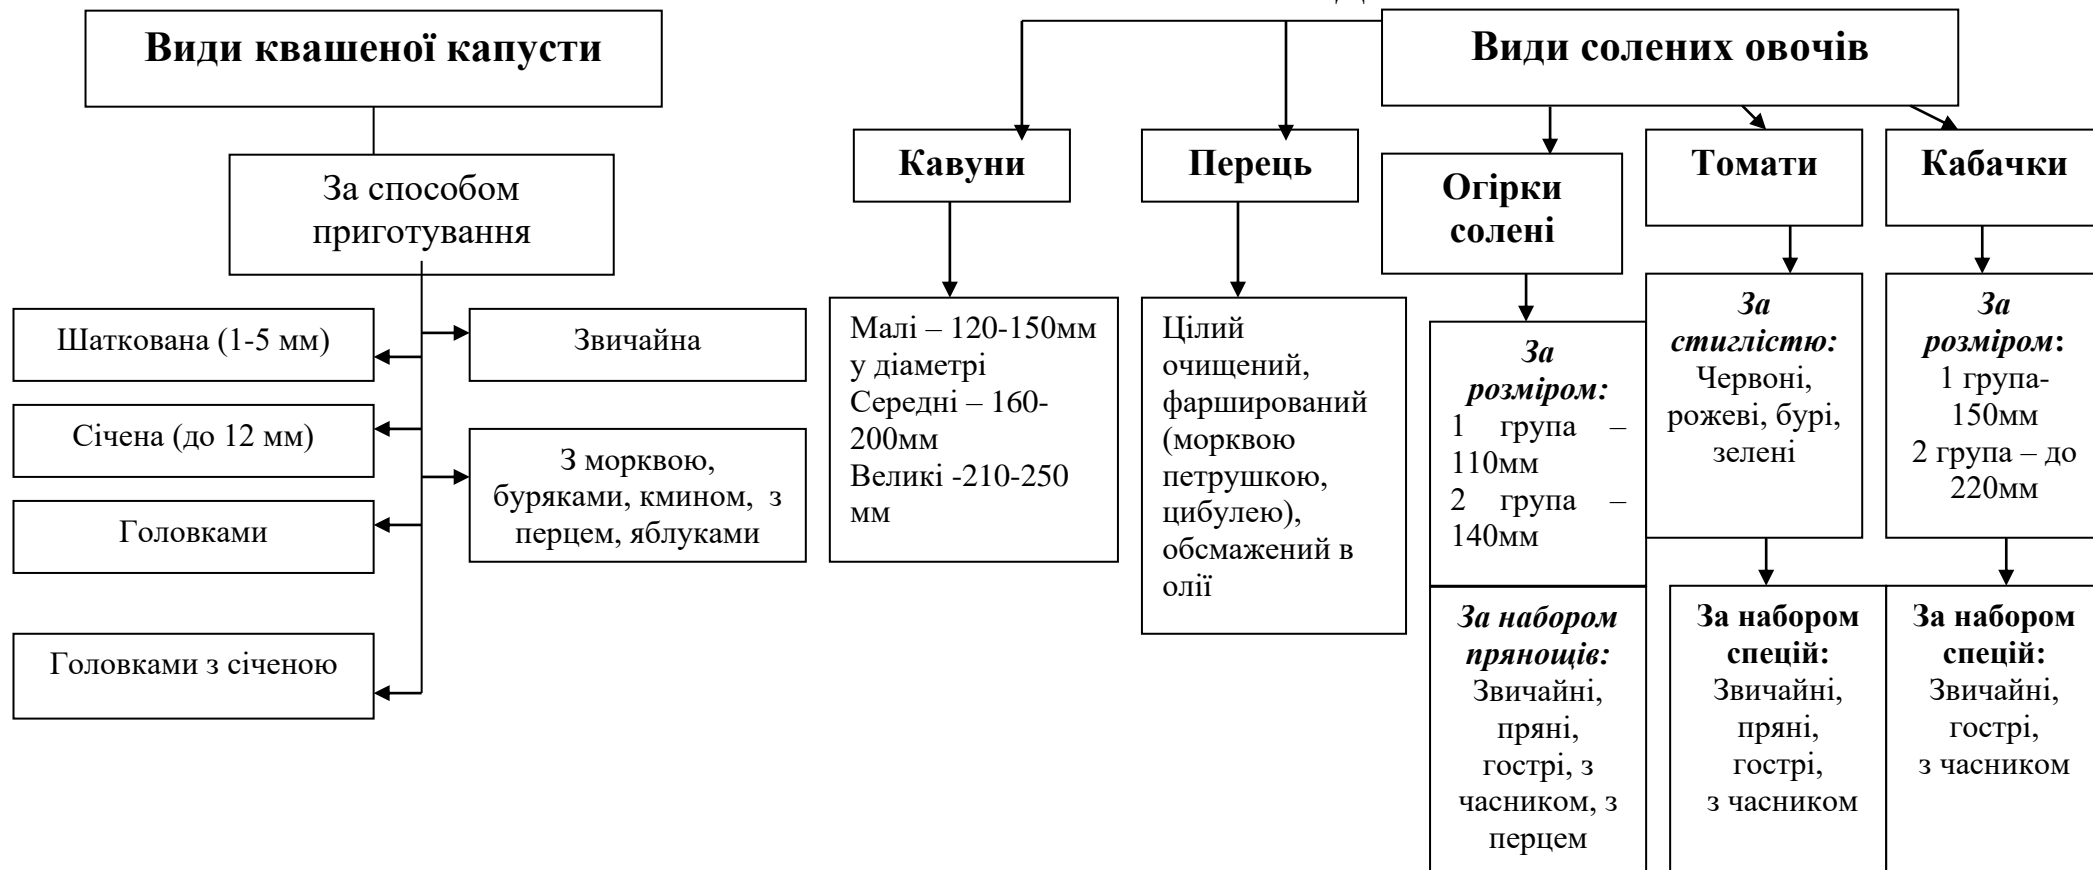 Види квашеної капусти
За способом
приготування
Шаткована (1-5 мм)
Січена (до 12 мм)
Головками
Головками з січеною
Звичайна
З морквою,
буряками, кмином, з
перцем, яблуками
Види солених овочів
Кавуни
Малі – 120-150мм
у діаметрі
Середні – 160-
200мм
Великі -210-250
мм
Перець
Цілий
очищений,
фарширований
(морквою
петрушкою,
цибулею),
обсмажений в
олії
Огірки
солені
За
розміром:
1 група –
110мм
2 група –
140мм
За набором
прянощів:
Звичайні,
пряні,
гострі, з
часником, з
перцем
Томати
За
стиглістю:
Червоні,
рожеві, бурі,
зелені
За набором
спецій:
Звичайні,
пряні,
гострі,
з часником
Кабачки
За
розміром:
1 група-
150мм
2 група – до
220мм
За набором
спецій:
Звичайні,
гострі,
з часником